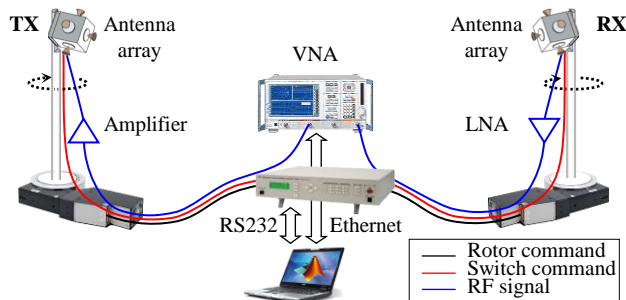 TX
Antenna
array
VNA
Antenna
array
RX
Amplifier
LNA
RS232
Ethernet
Rotor command
Switch command
RF signal